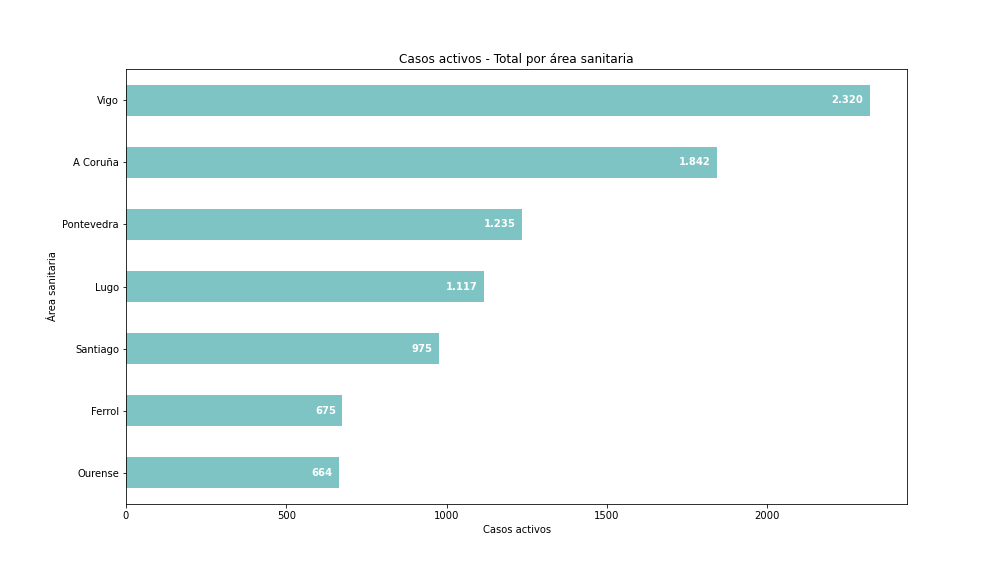 Casos activos - Total por área sanitaria
Área sanitaria
Vigo 2.320
A Coruña 1.842
Pontevedra 1.235
Lugo 1.117
Santiago 975
Ferrol 675
Ourense 664
0 500 1000 1500 2000
Casos activos